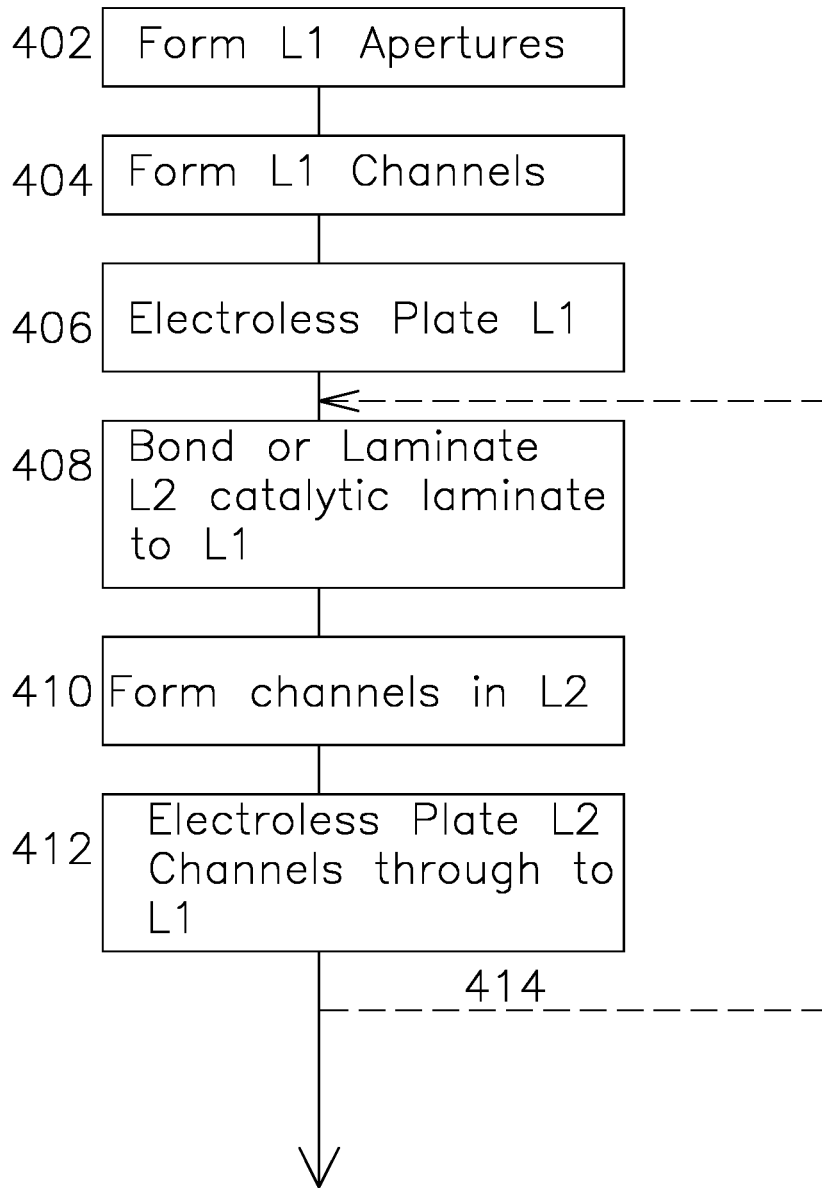 402 Form L1 Apertures
404 Form L1 Channels
406 Electroless Plate L1
408 Bond or Laminate
L2 catalytic laminate
to L1
410 Form channels in L2
412 Electroless Plate L2
Channels through to
L1
414